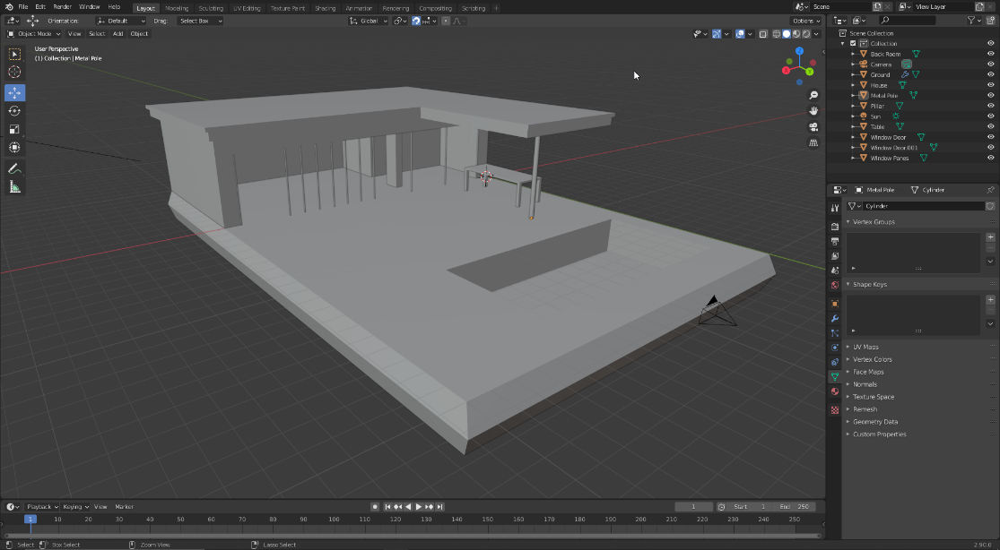 File Edit Render Window Help Layout Modeling Sculpting UV Editing Texture Paint Shading Animation Rendering Compositing Scripting + Scene View Layer
Orientation: Default Drag: Select Box Global Options
Object Mode View Select Add Object
User Perspective
(1) Collection | Metal Pole
Z
X
Y
Scene Collection
Collection
Back Room
Camera
Ground
House
Metal Pole
Pillar
Sun
Table
Window Door
Window Door.001
Window Panes
Metal Pole Cylinder
Cylinder
Vertex Groups
Shape Keys
UV Maps
Vertex Colors
Face Maps
Normals
Texture Space
Remesh
Geometry Data
Custom Properties
Playback Keying View Marker 1 Start 1 End 250
1 10 20 30 40 50 60 70 80 90 100 110 120 130 140 150 160 170 180 190 200 210 220 230 240 250
Select Box Select Zoom View Lasso Select 2.90.0